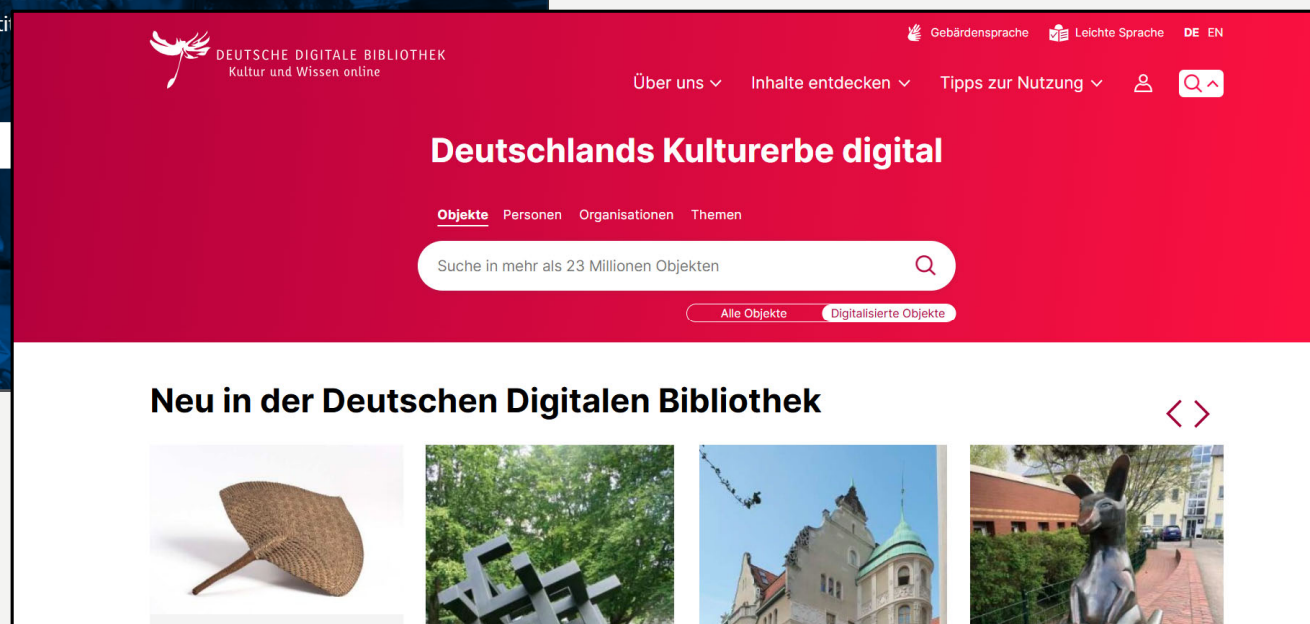 Gebärdensprache Leichte Sprache DE EN
DEUTSCHE DIGITALE BIBLIOTHEK
Kultur und Wissen online
Über uns Inhalte entdecken Tipps zur Nutzung
Deutschlands Kulturerbe digital
Objekte Personen Organisationen Themen
Suche in mehr als 23 Millionen Objekten
Alle Objekte Digitalisierte Objekte
Neu in der Deutschen Digitalen Bibliothek